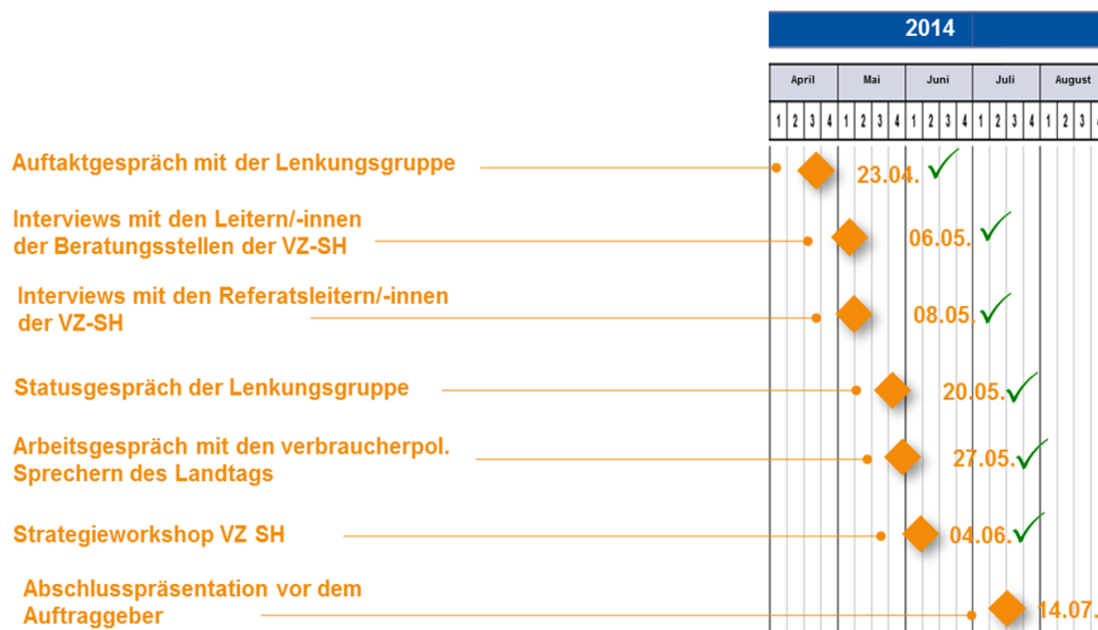 2014
April Mai Juni Juli August
1 2 3 4 1 2 3 4 1 2 3 4 1 2 3 4 1 2 3
Auftaktgespräch mit der Lenkungsgruppe 23.04.
Interviews mit den Leitern/-innen
der Beratungsstellen der VZ-SH 06.05.
Interviews mit den Referatsleitern/-innen
der VZ-SH 08.05.
Statusgespräch der Lenkungsgruppe 20.05.
Arbeitsgespräch mit den verbraucherpol.
Sprechern des Landtags 27.05.
Strategieworkshop VZ SH 04.06.
Abschlusspräsentation vor dem
Auftraggeber 14.07.